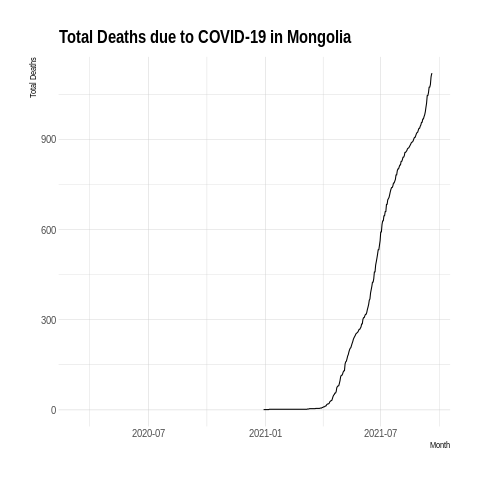 Total Deaths due to COVID-19 in Mongolia
Total Deaths
900
600
300
0
2020-07 2021-01 2021-07
Month